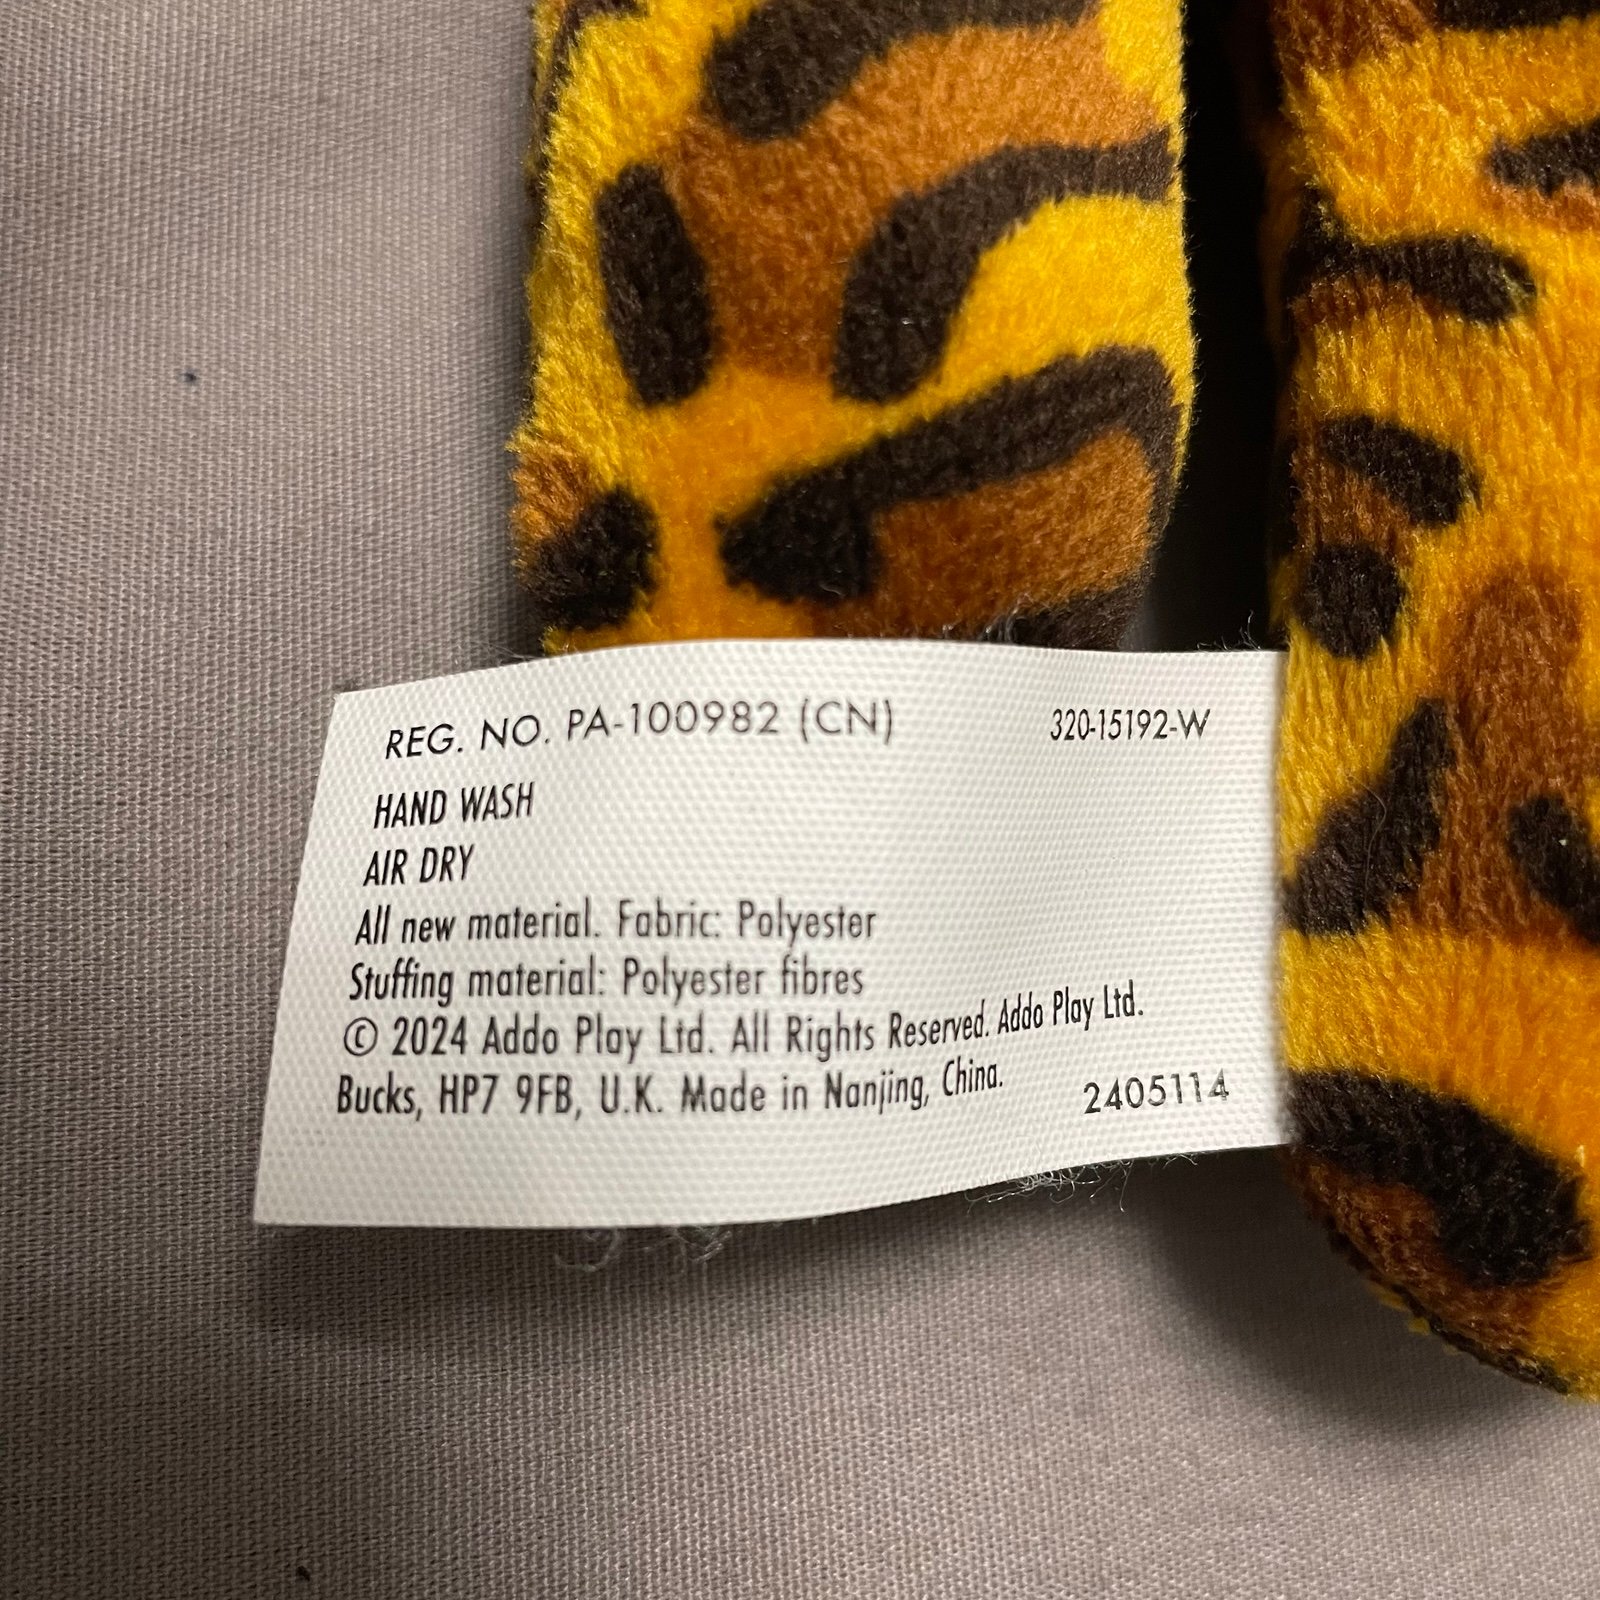 REG. NO. PA-100982 (CN) 320-15192-W
HAND WASH
AIR DRY
All new material. Fabric: Polyester
Stuffing material: Polyester fibres
© 2024 Addo Play Ltd. All Rights Reserved. Addo Play Ltd.
Bucks, HP7 9FB, U.K. Made in Nanjing, China. 2405114